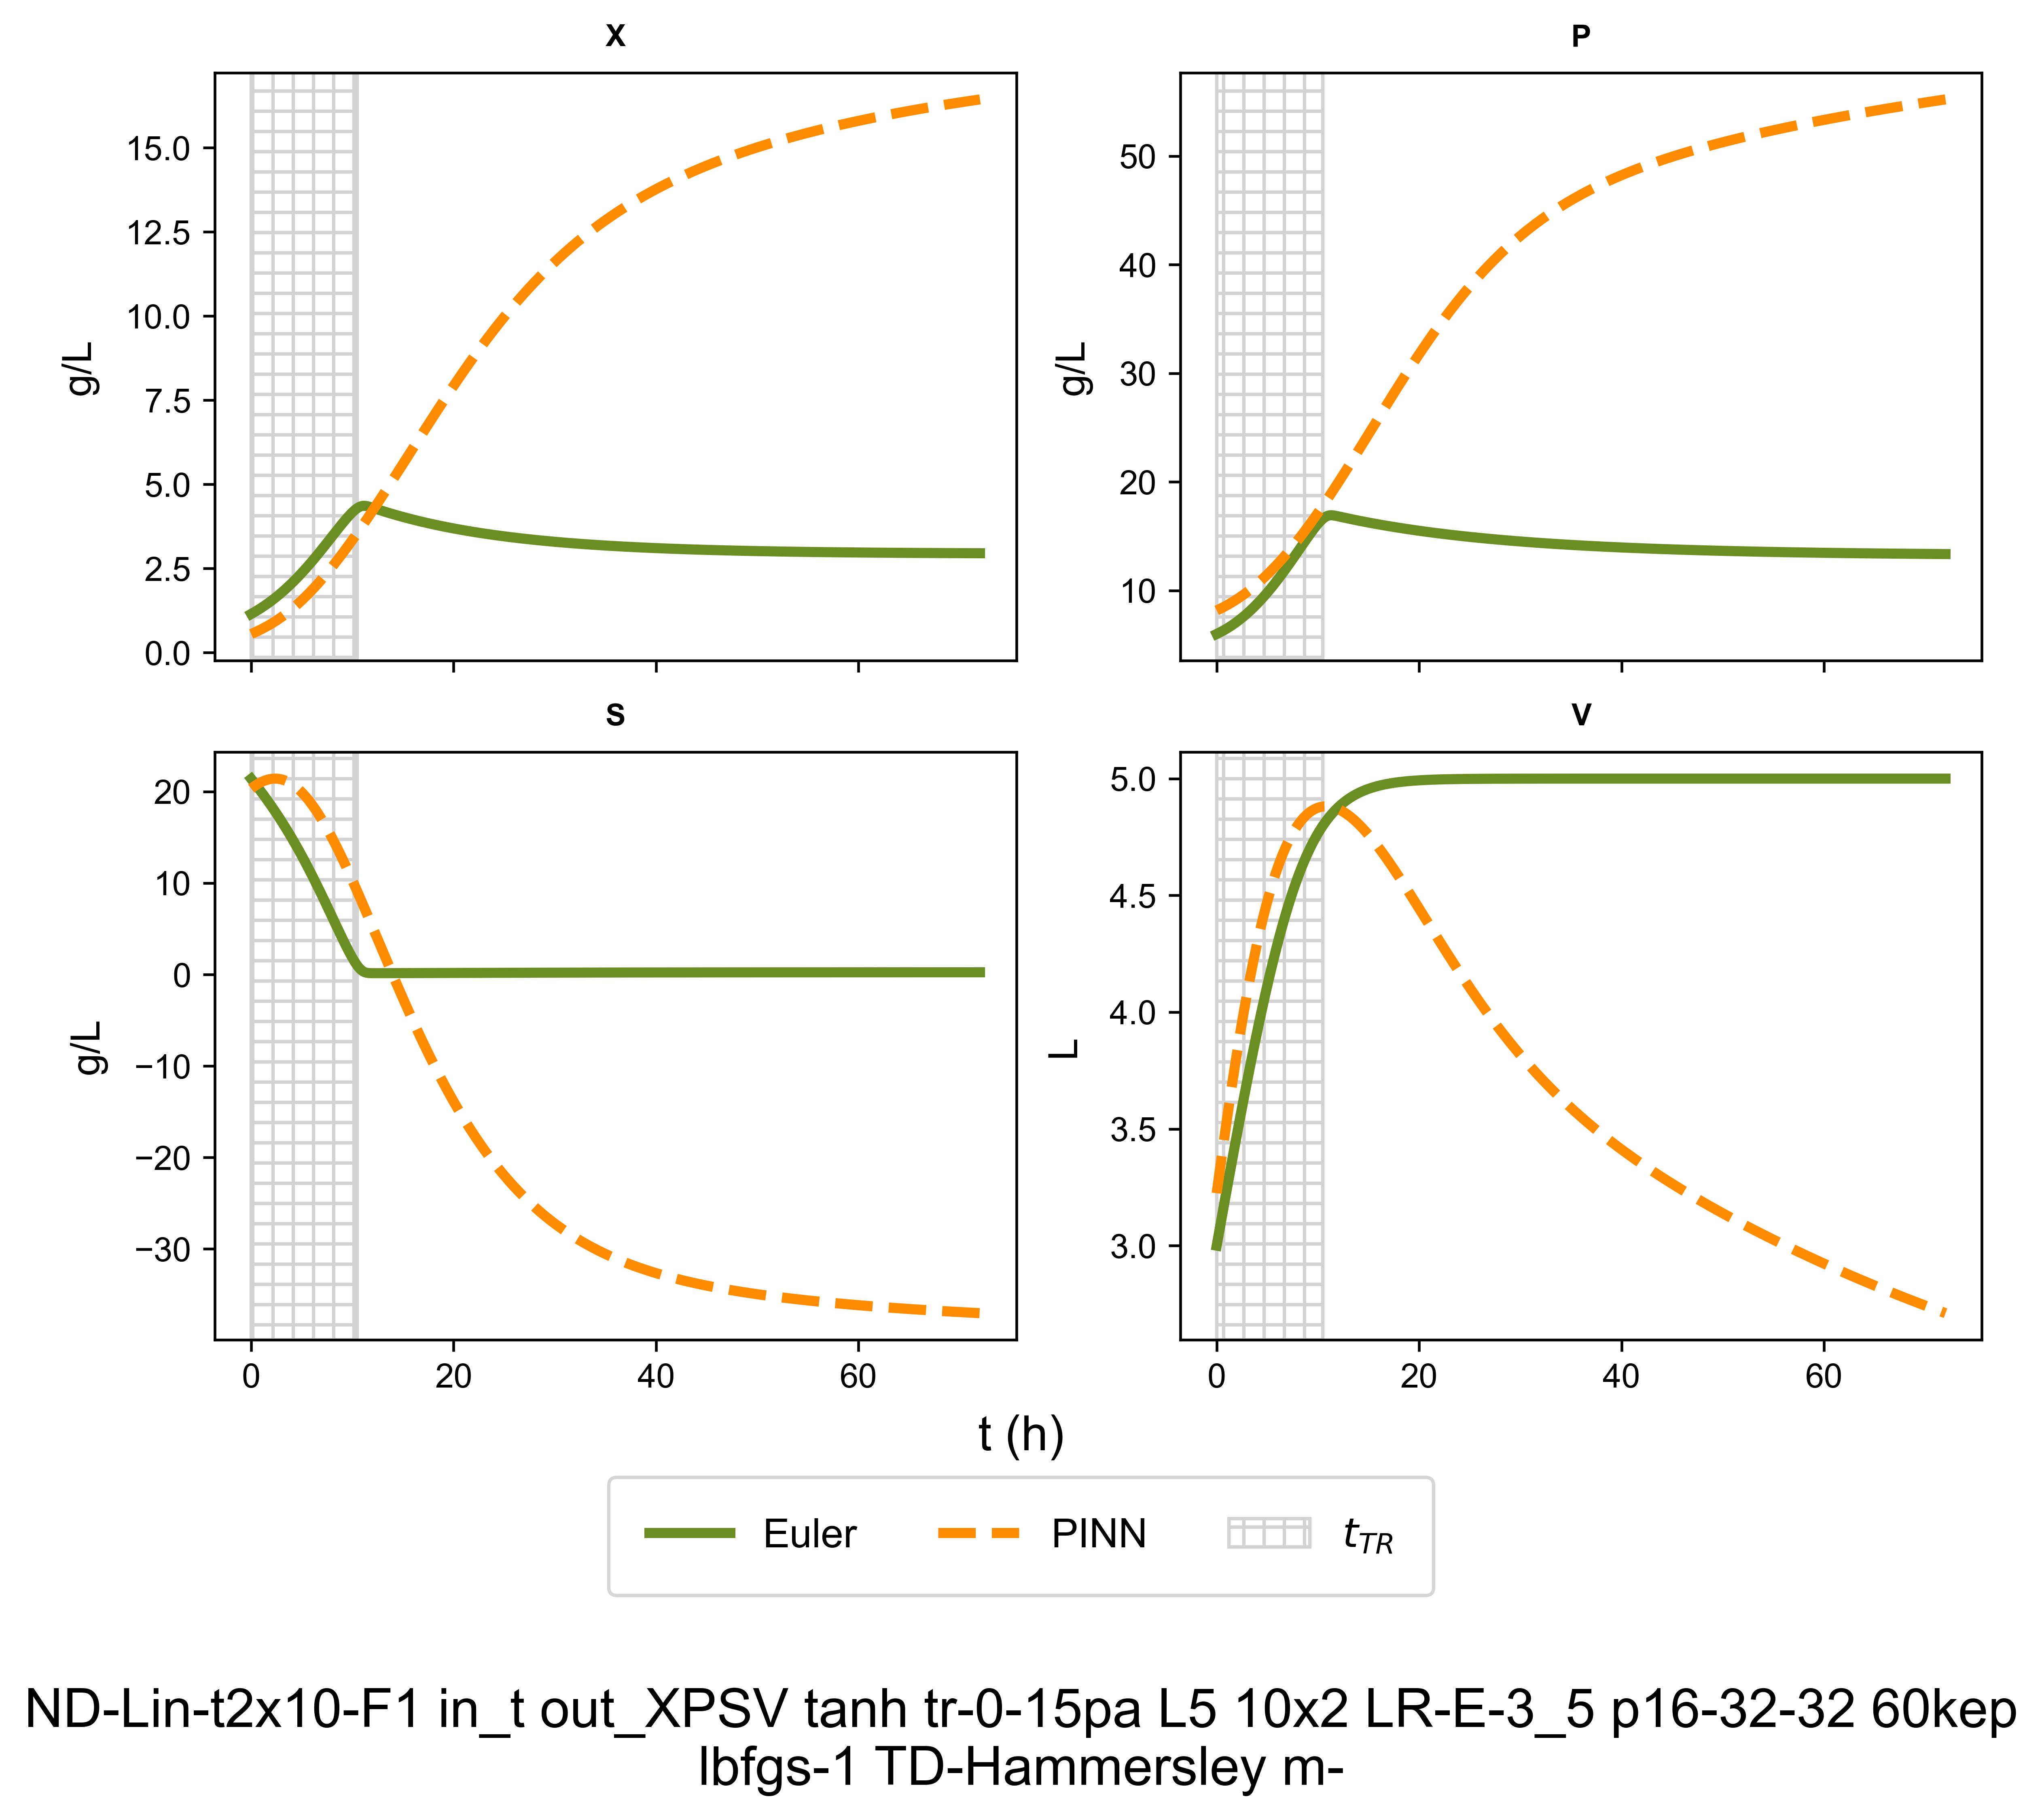 X
P
15.0
12.5
10.0
7.5
5.0
2.5
0.0
g/L
50
40
30
20
10
g/L
S
V
20
10
0
−10
−20
−30
g/L
0
20
40
60
5.0
4.5
4.0
3.5
3.0
L
0
20
40
60
t (h)
Euler
PINN
t_TR
ND-Lin-t2x10-F1 in_t out_XPSV tanh tr-0-15pa L5 10x2 LR-E-3_5 p16-32-32 60kep
lbfgs-1 TD-Hammersley m-